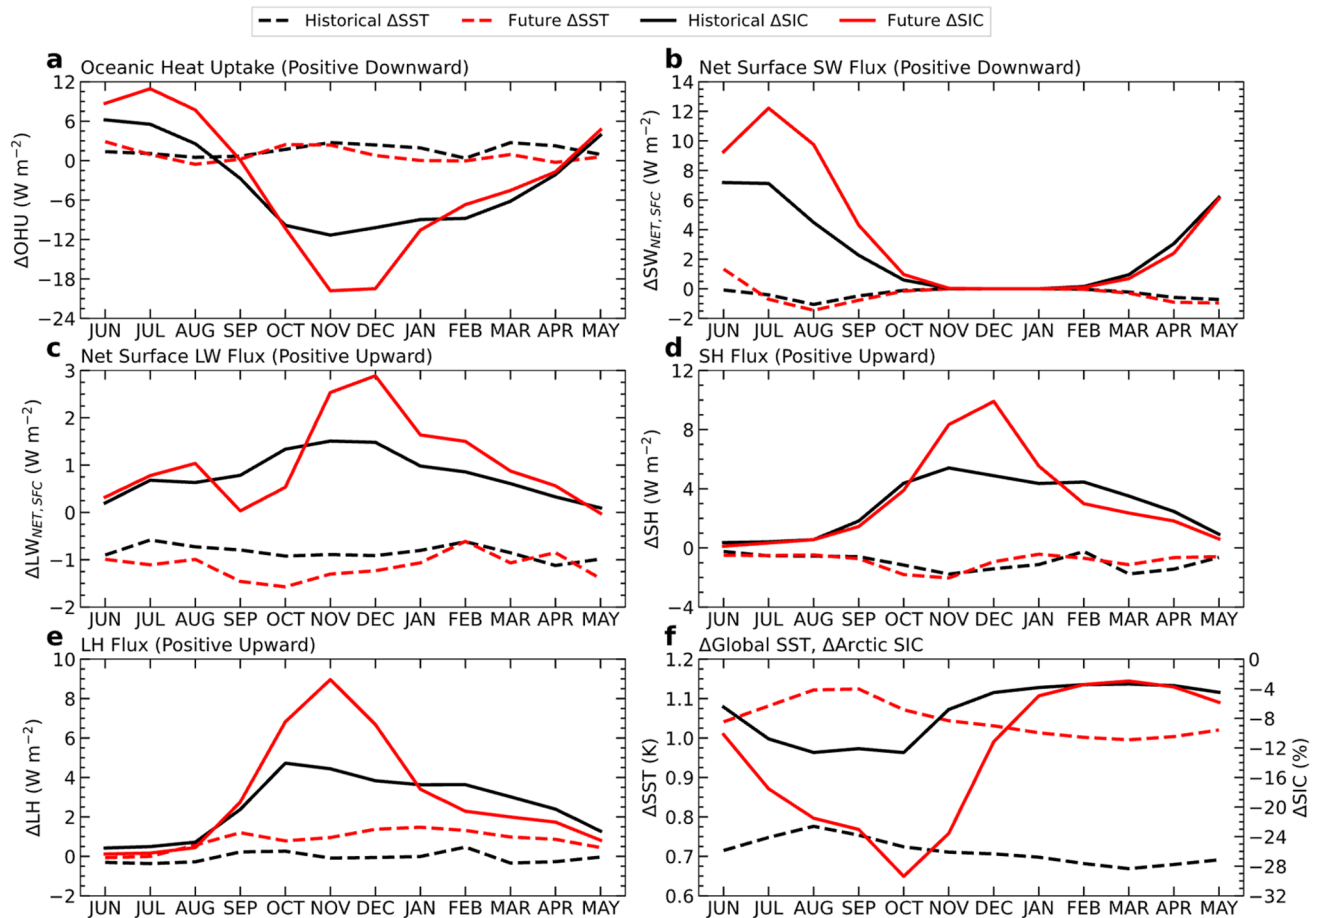 Historical ΔSST Future ΔSST Historical ΔSIC Future ΔSIC
a Oceanic Heat Uptake (Positive Downward)
12
6
0
−6
−12
−18
−24
ΔOHU (W m⁻²)
JUN JUL AUG SEP OCT NOV DEC JAN FEB MAR APR MAY
b Net Surface SW Flux (Positive Downward)
14
12
10
8
6
4
2
0
−2
ΔSW_NET,SFC (W m⁻²)
JUN JUL AUG SEP OCT NOV DEC JAN FEB MAR APR MAY
c Net Surface LW Flux (Positive Upward)
3
2
1
0
−1
−2
ΔLW_NET,SFC (W m⁻²)
JUN JUL AUG SEP OCT NOV DEC JAN FEB MAR APR MAY
d SH Flux (Positive Upward)
12
8
4
0
−4
ΔSH (W m⁻²)
JUN JUL AUG SEP OCT NOV DEC JAN FEB MAR APR MAY
e LH Flux (Positive Upward)
10
8
6
4
2
0
−2
ΔLH (W m⁻²)
JUN JUL AUG SEP OCT NOV DEC JAN FEB MAR APR MAY
f ΔGlobal SST, ΔArctic SIC
1.2
1.1
1.0
0.9
0.8
0.7
0.6
ΔSST (K)
0
−4
−8
−12
−16
−20
−24
−28
−32
ΔSIC (%)
JUN JUL AUG SEP OCT NOV DEC JAN FEB MAR APR MAY